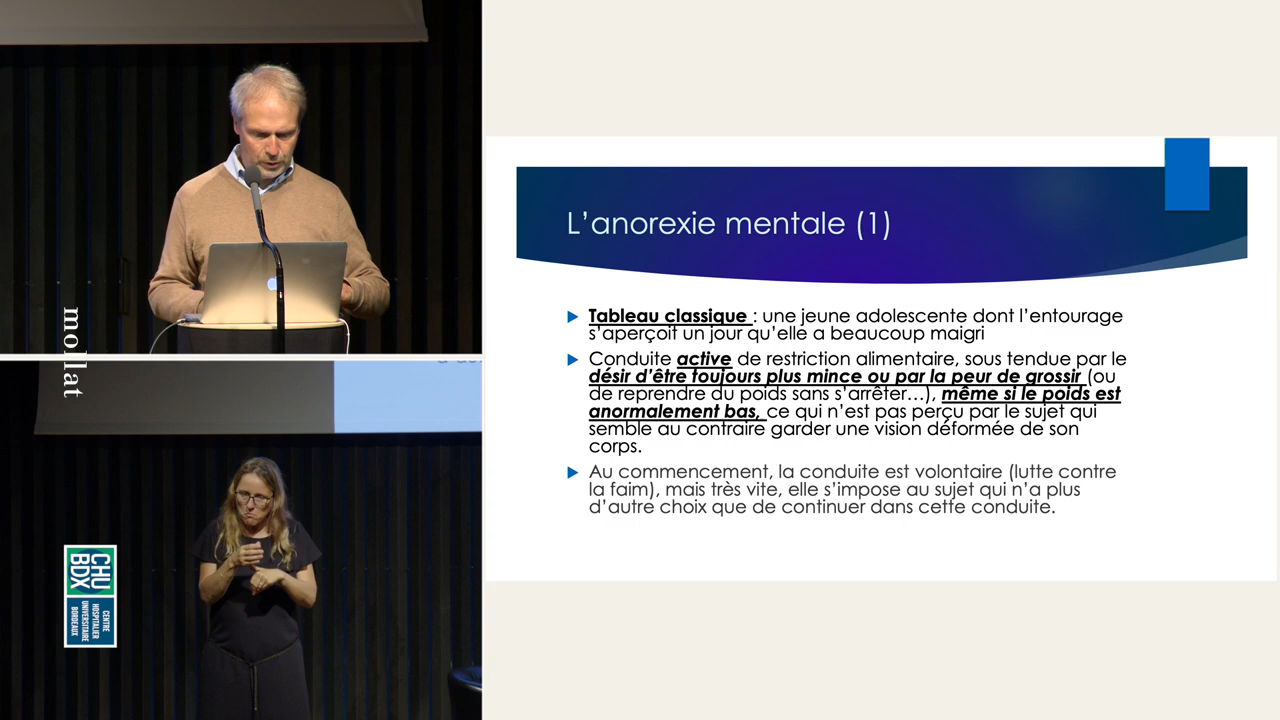 mollat
CHU
BDX
CENTRE
HOSPITALIER
UNIVERSITAIRE
BORDEAUX
L’anorexie mentale (1)
Tableau classique : une jeune adolescente dont l’entourage
s’aperçoit un jour qu’elle a beaucoup maigri
Conduite active de restriction alimentaire, sous tendue par le
désir d’être toujours plus mince ou par la peur de grossir (ou
de reprendre du poids sans s’arrêter…), même si le poids est
anormalement bas, ce qui n’est pas perçu par le sujet qui
semble au contraire garder une vision déformée de son
corps.
Au commencement, la conduite est volontaire (lutte contre
la faim), mais très vite, elle s’impose au sujet qui n’a plus
d’autre choix que de continuer dans cette conduite.